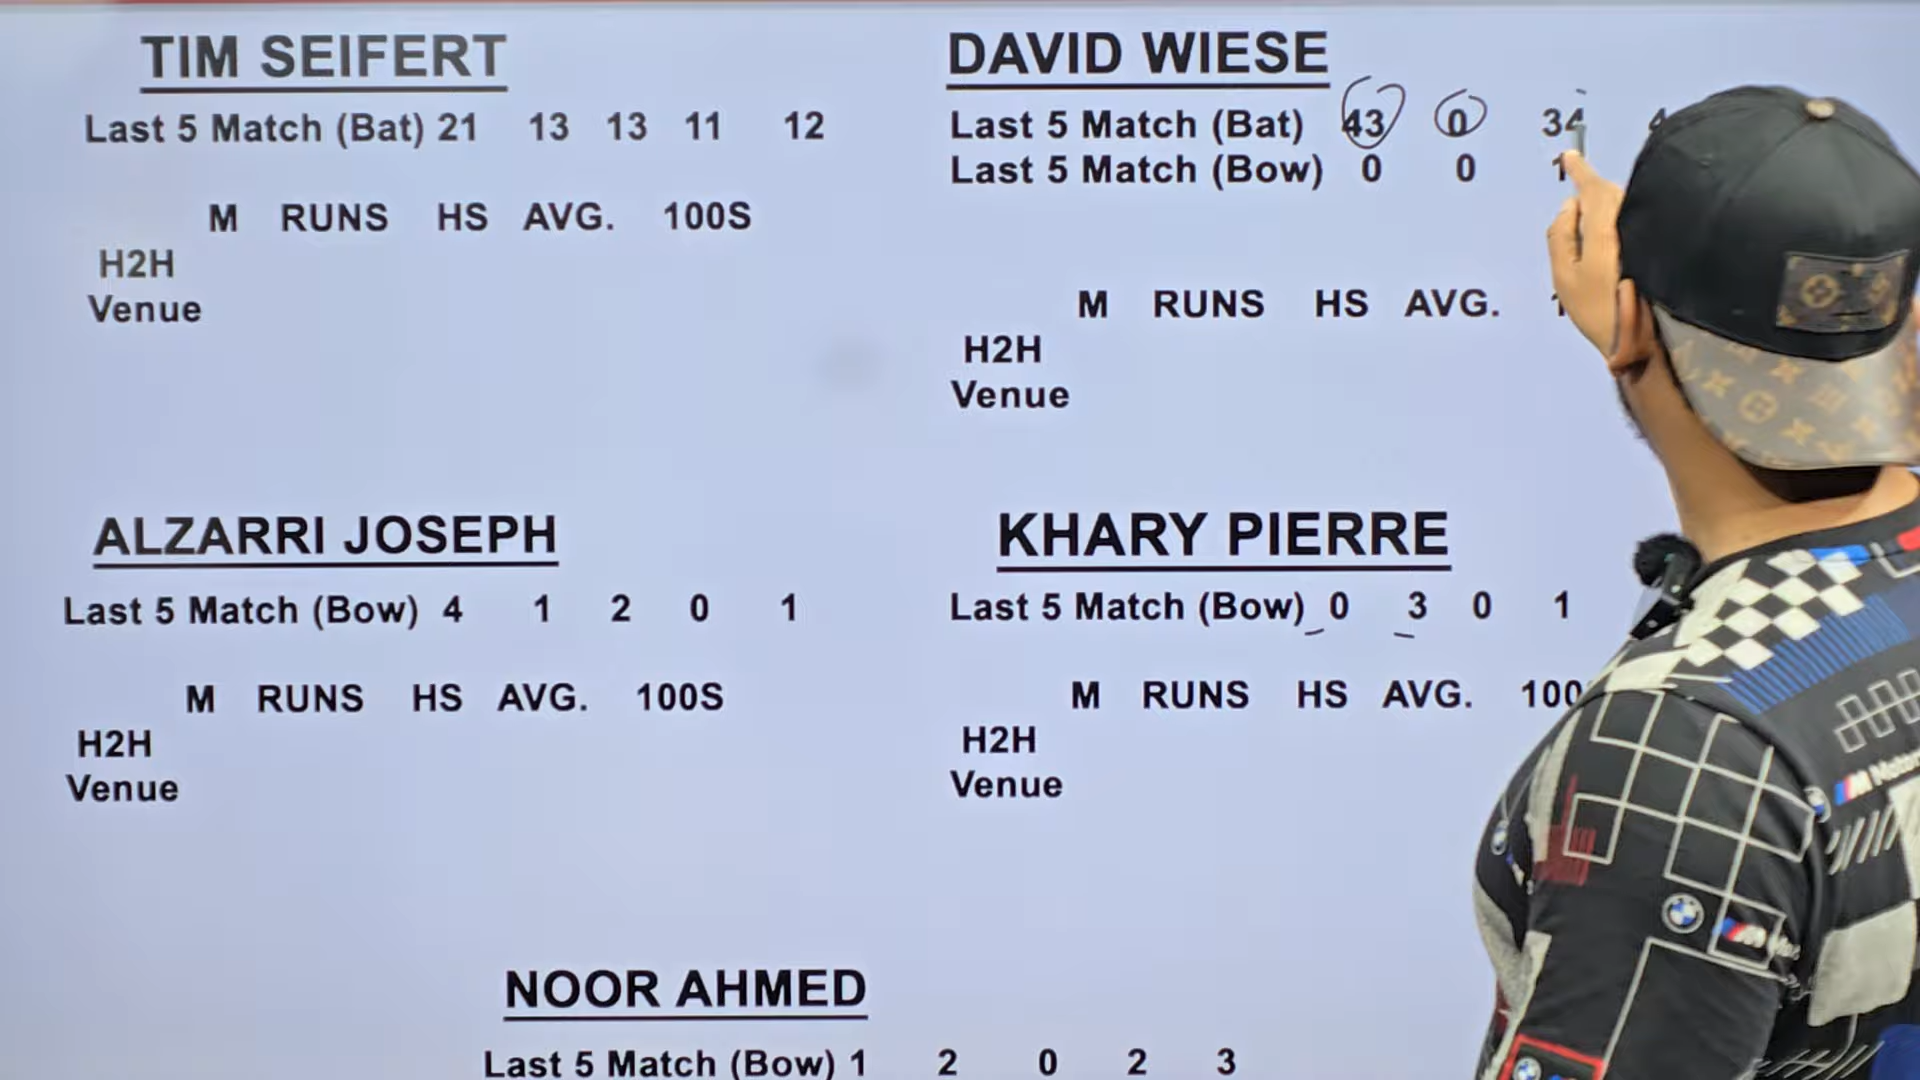 TIM SEIFERT
Last 5 Match (Bat) 21 13 13 11 12
M RUNS HS AVG. 100S
H2H
Venue
DAVID WIESE
Last 5 Match (Bat) 43 0 34
Last 5 Match (Bow) 0 0 1
M RUNS HS AVG.
H2H
Venue
ALZARRI JOSEPH
Last 5 Match (Bow) 4 1 2 0 1
M RUNS HS AVG. 100S
H2H
Venue
KHARY PIERRE
Last 5 Match (Bow) 0 3 0 1
M RUNS HS AVG. 100
H2H
Venue
NOOR AHMED
Last 5 Match (Bow) 1 2 0 2 3